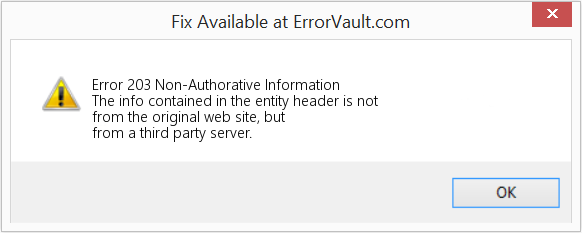 Fix Available at ErrorVault.com
Error 203 Non-Authorative Information
The info contained in the entity header is not
from the original web site, but
from a third party server.
OK